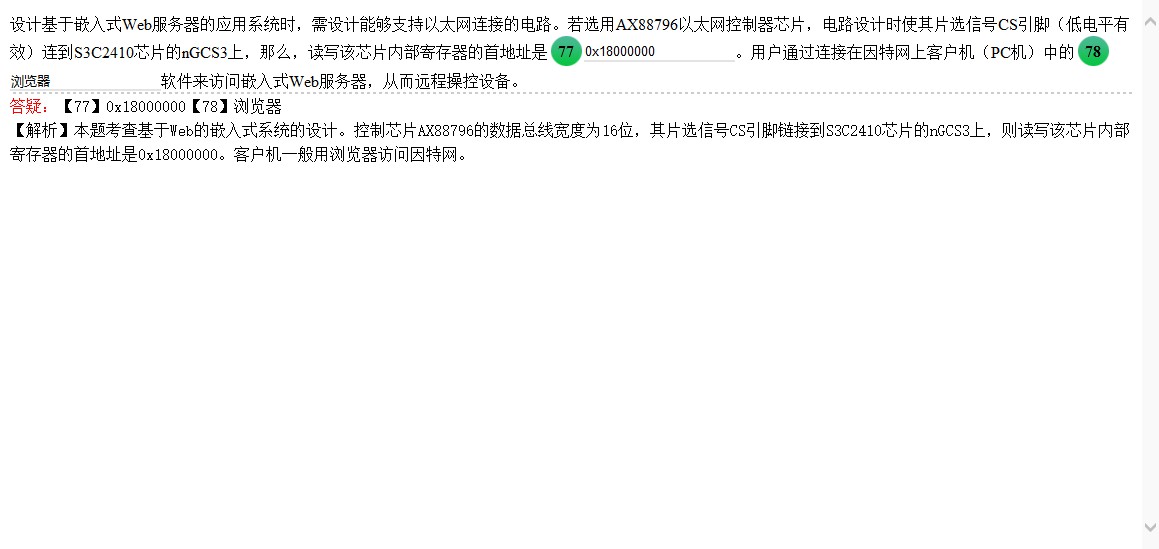 设计基于嵌入式Web服务器的应用系统时，需设计能够支持以太网连接的电路。若选用AX88796以太网控制器芯片，电路设计时使其片选信号CS引脚（低电平有
效）连到S3C2410芯片的nGCS3上，那么，读写该芯片内部寄存器的首地址是 77 0x18000000 。用户通过连接在因特网上客户机（PC机）中的 78
浏览器 软件来访问嵌入式Web服务器，从而远程操控设备。
答疑：【77】0x18000000【78】浏览器
【解析】本题考查基于Web的嵌入式系统的设计。控制芯片AX88796的数据总线宽度为16位，其片选信号CS引脚链接到S3C2410芯片的nGCS3上，则读写该芯片内部
寄存器的首地址是0x18000000。客户机一般用浏览器访问因特网。